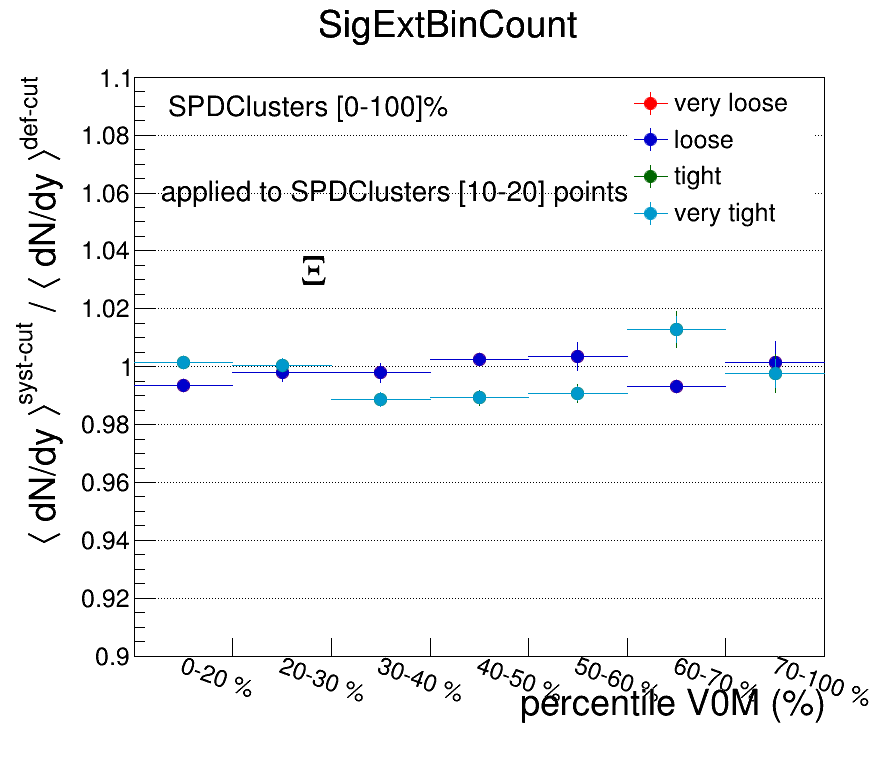 SigExtBinCount
⟨ dN/dy ⟩^syst-cut / ⟨ dN/dy ⟩^def-cut
1.1
1.08
1.06
1.04
1.02
1
0.98
0.96
0.94
0.92
0.9
SPDClusters [0-100]%
applied to SPDClusters [10-20] points
Ξ
very loose
loose
tight
very tight
0-20 %
20-30 %
30-40 %
40-50 %
50-60 %
60-70 %
70-100 %
percentile V0M (%)